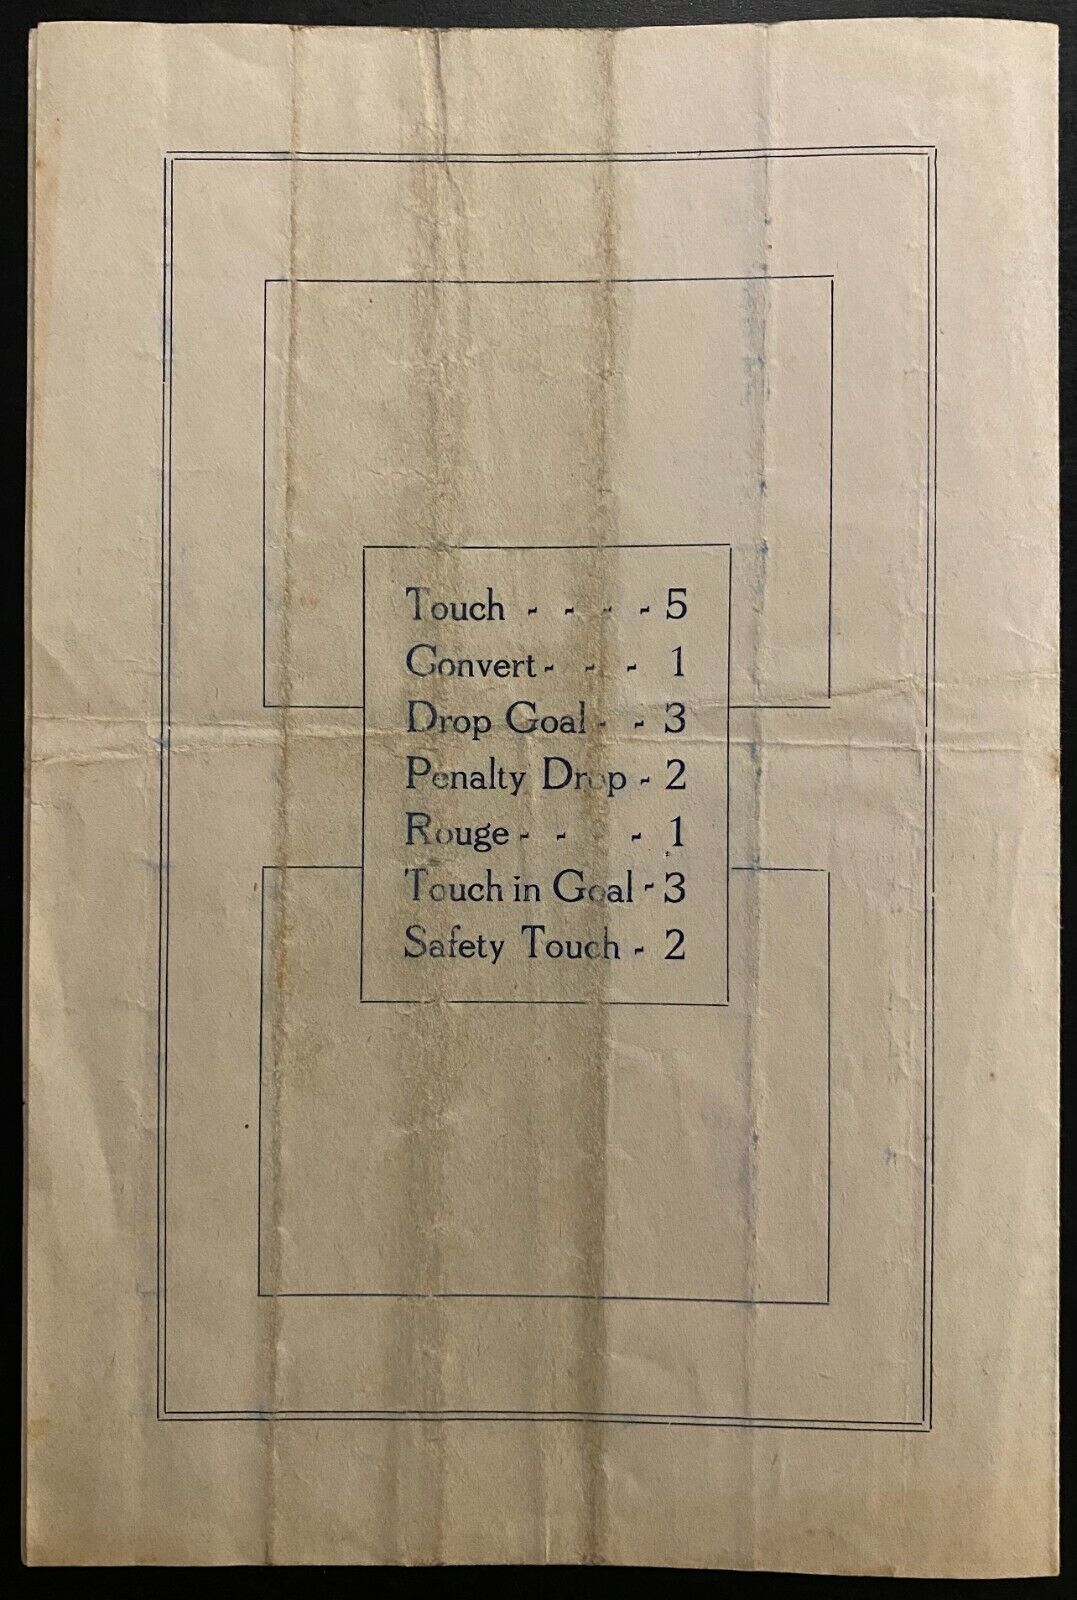 Touch - - - - 5
Convert - - - 1
Drop Goal - - 3
Penalty Drop - 2
Rouge - - - 1
Touch in Goal - 3
Safety Touch - 2